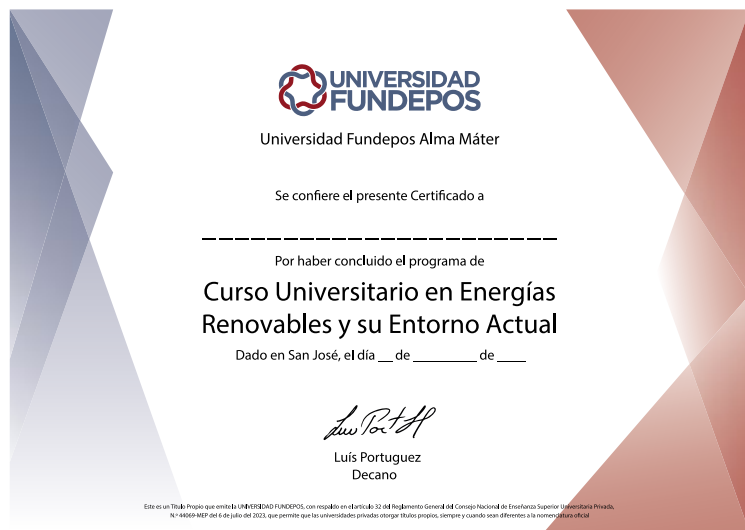 UNIVERSIDAD
FUNDEPOS
Universidad Fundepos Alma Máter
Se confiere el presente Certificado a
Por haber concluido el programa de
Curso Universitario en Energías
Renovables y su Entorno Actual
Dado en San José, el día __ de ________ de ____
Luís Portuguez
Decano
Este es un Título Propio que emite la UNIVERSIDAD FUNDEPOS, con respaldo en el artículo 32 del Reglamento General del Consejo Nacional de Enseñanza Superior Universitaria Privada,
N.º 44069-MEP del 6 de julio del 2023, que permite que las universidades privadas otorgar títulos propios, siempre y cuando sean diferentes a la nomenclatura oficial